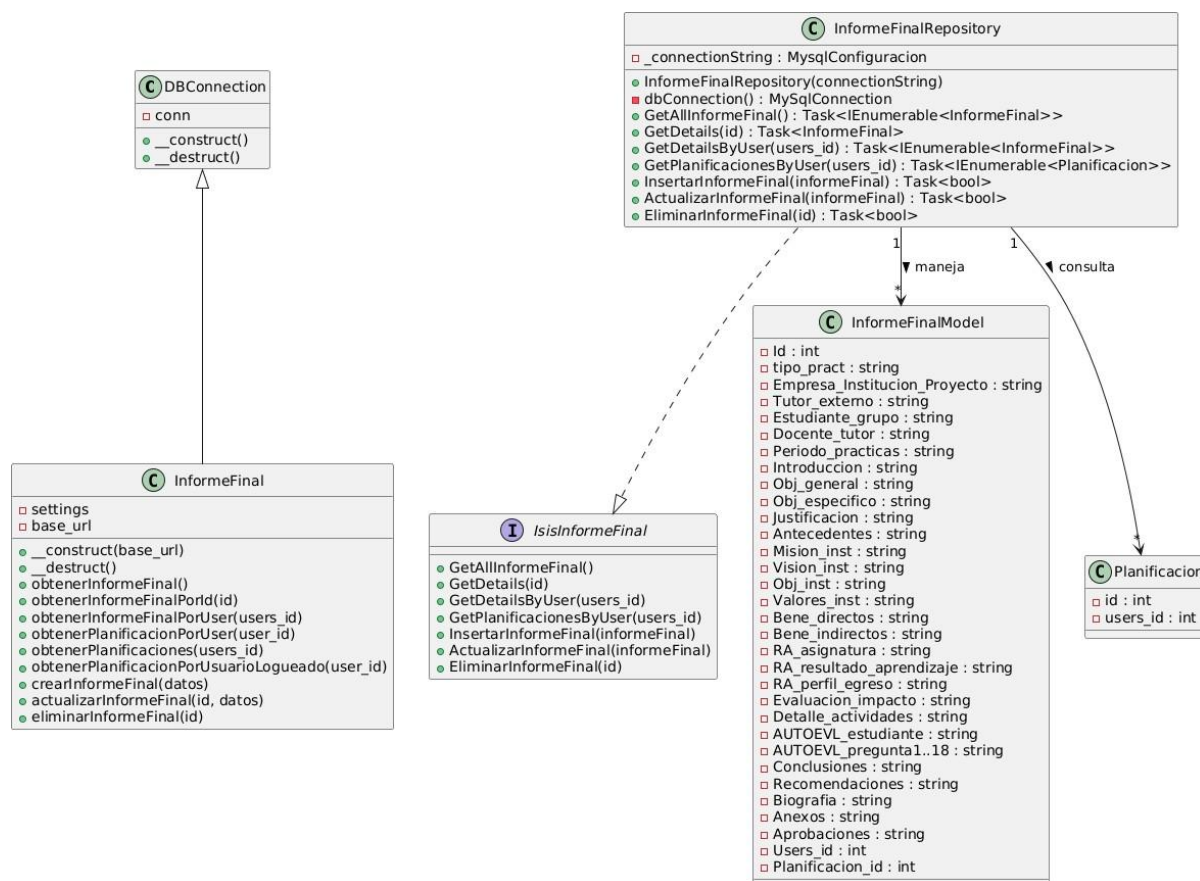 C DBConnection
conn
__construct()
__destruct()
C InformeFinalRepository
_connectionString : MysqlConfiguracion
InformeFinalRepository(connectionString)
dbConnection() : MySqlConnection
GetAllInformeFinal() : Task<IEnumerable<InformeFinal>>
GetDetails(id) : Task<InformeFinal>
GetDetailsByUser(users_id) : Task<IEnumerable<InformeFinal>>
GetPlanificacionesByUser(users_id) : Task<IEnumerable<Planificacion>>
InsertarInformeFinal(informeFinal) : Task<bool>
ActualizarInformeFinal(informeFinal) : Task<bool>
EliminarInformeFinal(id) : Task<bool>
1
maneja
*
1
consulta
*
C InformeFinal
settings
base_url
__construct(base_url)
__destruct()
obtenerInformeFinal()
obtenerInformeFinalPorId(id)
obtenerInformeFinalPorUser(users_id)
obtenerPlanificacionPorUser(user_id)
obtenerPlanificaciones(users_id)
obtenerPlanificacionPorUsuarioLogueado(user_id)
crearInformeFinal(datos)
actualizarInformeFinal(id, datos)
eliminarInformeFinal(id)
I IsisInformeFinal
GetAllInformeFinal()
GetDetails(id)
GetDetailsByUser(users_id)
GetPlanificacionesByUser(users_id)
InsertarInformeFinal(informeFinal)
ActualizarInformeFinal(informeFinal)
EliminarInformeFinal(id)
C InformeFinalModel
Id : int
tipo_pract : string
Empresa_Institucion_Proyecto : string
Tutor_externo : string
Estudiante_grupo : string
Docente_tutor : string
Periodo_practicas : string
Introduccion : string
Obj_general : string
Obj_especifico : string
Justificacion : string
Antecedentes : string
Mision_inst : string
Vision_inst : string
Obj_inst : string
Valores_inst : string
Bene_directos : string
Bene_indirectos : string
RA_asignatura : string
RA_resultado_aprendizaje : string
RA_perfil_egreso : string
Evaluacion_impacto : string
Detalle_actividades : string
AUTOEVL_estudiante : string
AUTOEVL_pregunta1..18 : string
Conclusiones : string
Recomendaciones : string
Biografia : string
Anexos : string
Aprobaciones : string
Users_id : int
Planificacion_id : int
C Planificacion
id : int
users_id : int